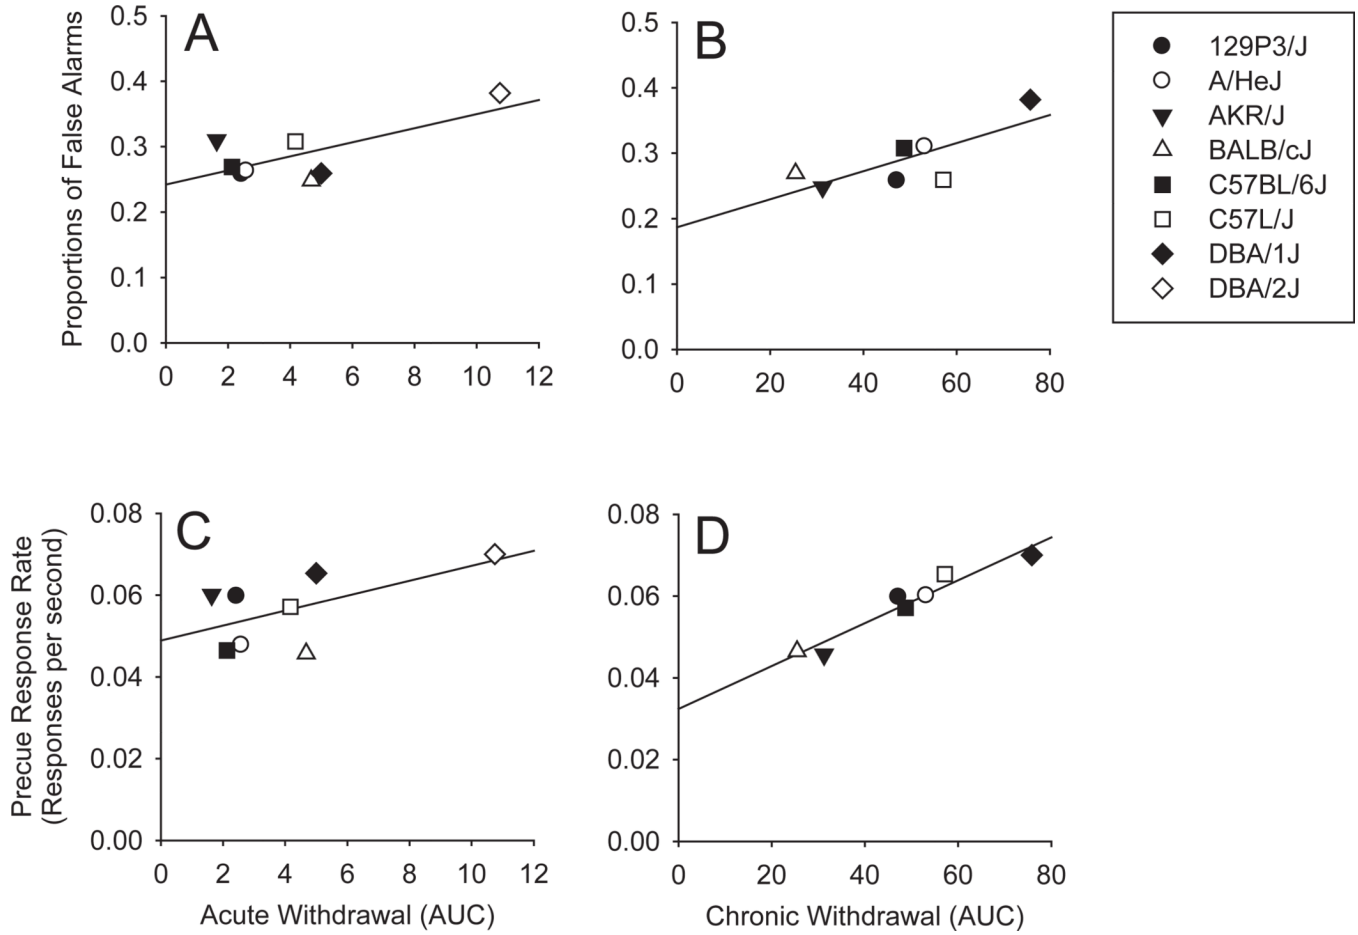 A
Proportions of False Alarms
0.5
0.4
0.3
0.2
0.1
0.0
0 2 4 6 8 10 12
B
0.5
0.4
0.3
0.2
0.1
0.0
0 20 40 60 80
129P3/J
A/HeJ
AKR/J
BALB/cJ
C57BL/6J
C57L/J
DBA/1J
DBA/2J
C
Precue Response Rate
(Responses per second)
0.08
0.06
0.04
0.02
0.00
0 2 4 6 8 10 12
Acute Withdrawal (AUC)
D
0.08
0.06
0.04
0.02
0.00
0 20 40 60 80
Chronic Withdrawal (AUC)